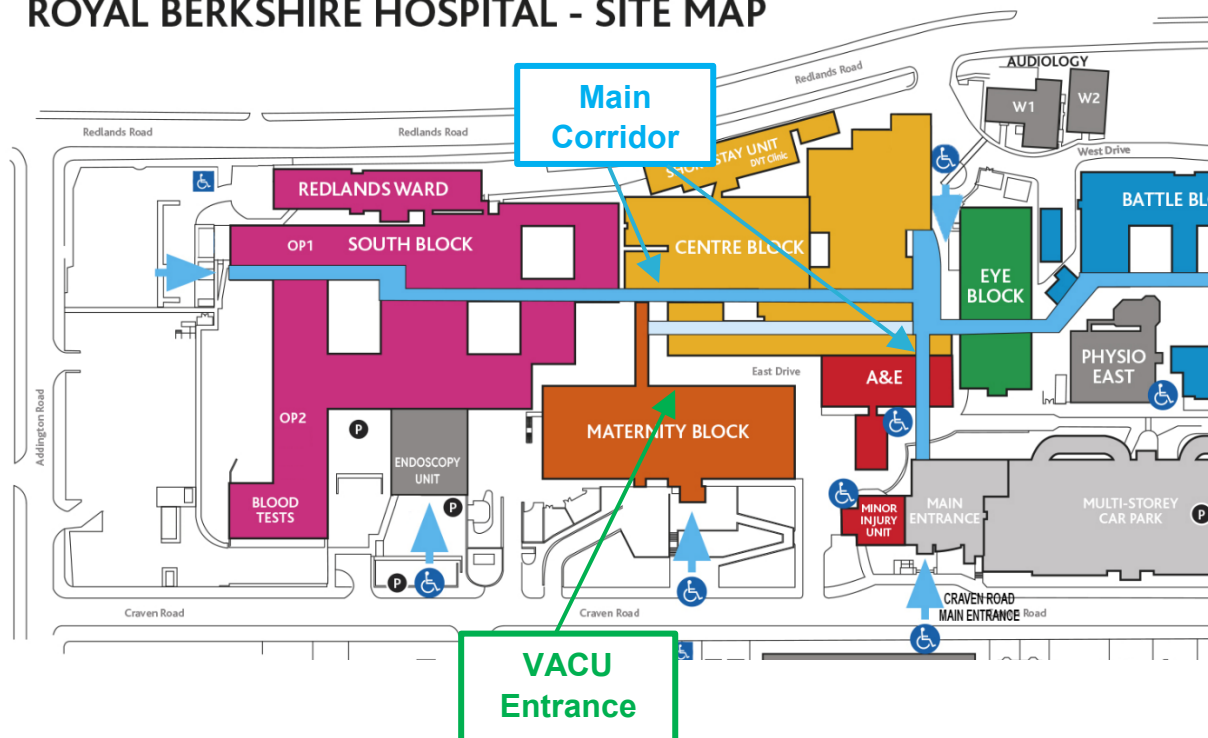 ROYAL BERKSHIRE HOSPITAL - SITE MAP
Redlands Road
AUDIOLOGY
Main
Corridor
W1
W2
Redlands Road
Redlands Road
STAY UNIT
DVT Clinic
West Drive
REDLANDS WARD
BATTLE BL
OP1
SOUTH BLOCK
CENTRE BLOCK
EYE
BLOCK
PHYSIO
EAST
East Drive
A&E
Addington Road
OP2
P
MATERNITY BLOCK
ENDOSCOPY
UNIT
P
BLOOD
TESTS
MINOR
INJURY
UNIT
MAIN
ENTRANCE
MULTI-STOREY
CAR PARK
P
P
Craven Road
Craven Road
CRAVEN ROAD
MAIN ENTRANCE
Road
VACU
Entrance